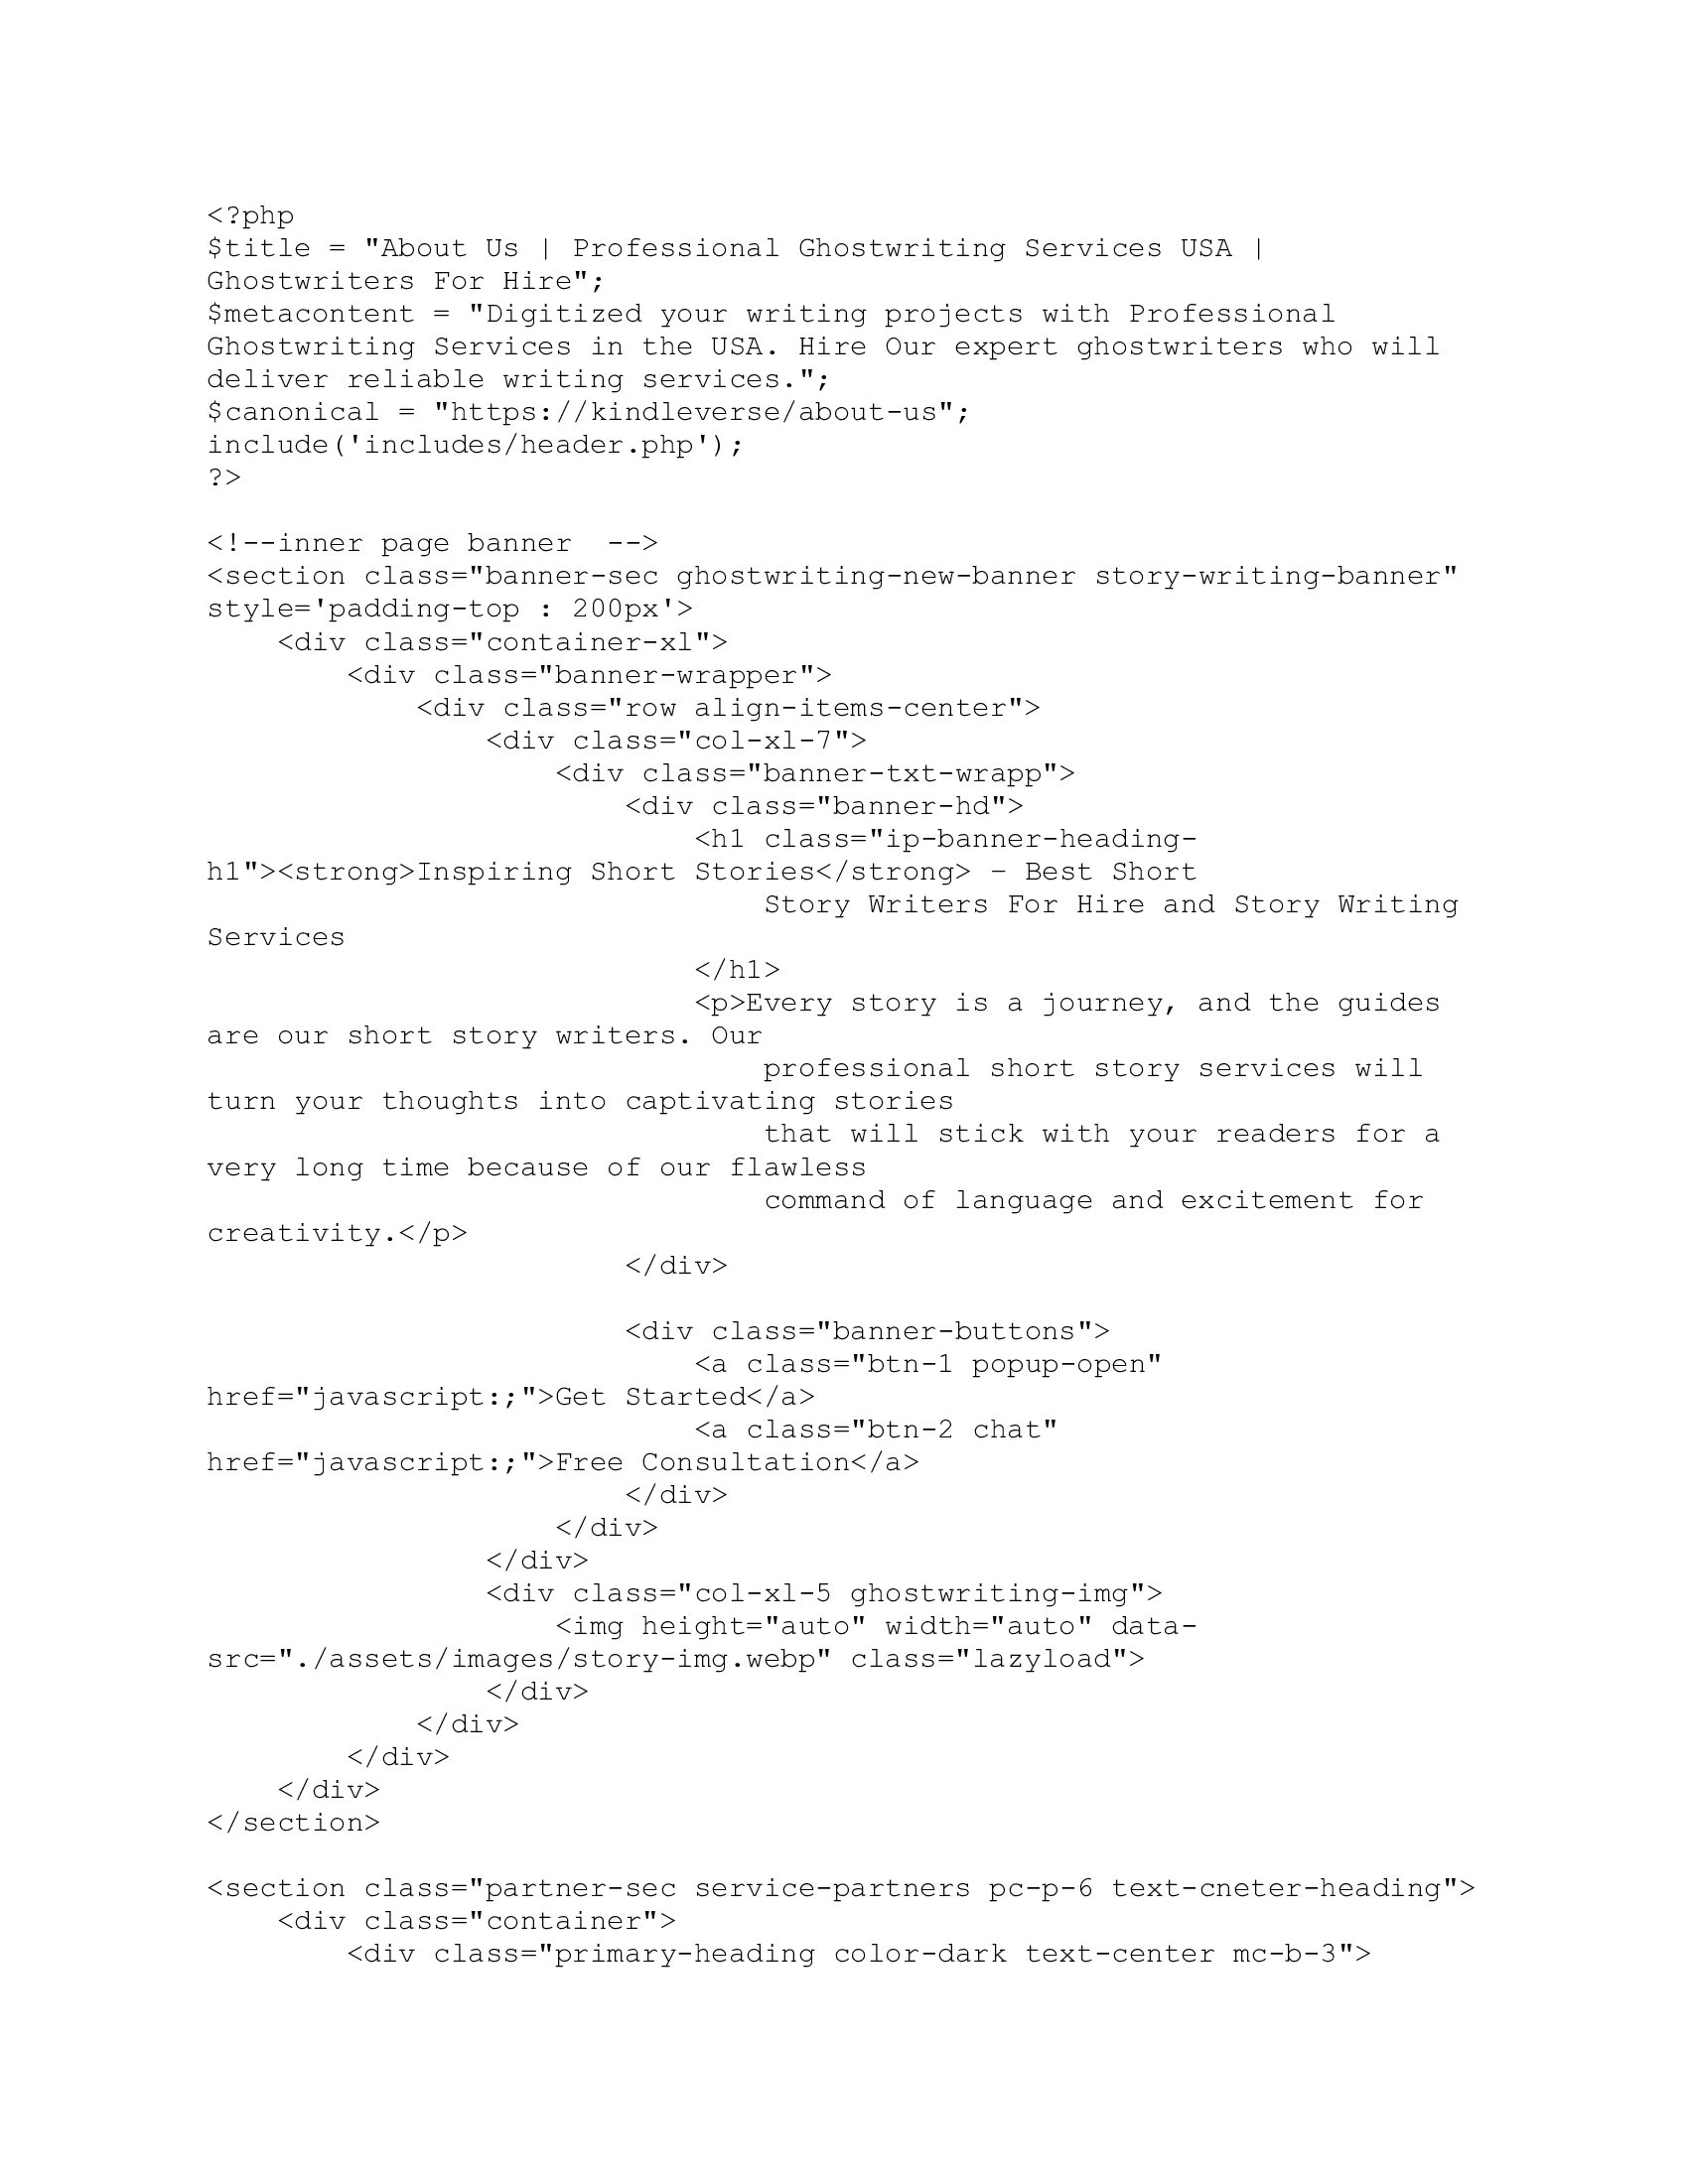 <?php
$title = "About Us | Professional Ghostwriting Services USA |
Ghostwriters For Hire";
$metacontent = "Digitized your writing projects with Professional
Ghostwriting Services in the USA. Hire Our expert ghostwriters who will
deliver reliable writing services.";
$canonical = "https://kindleverse/about-us";
include('includes/header.php');
?>

<!--inner page banner  -->
<section class="banner-sec ghostwriting-new-banner story-writing-banner"
style='padding-top : 200px'>
    <div class="container-xl">
        <div class="banner-wrapper">
            <div class="row align-items-center">
                <div class="col-xl-7">
                    <div class="banner-txt-wrapp">
                        <div class="banner-hd">
                            <h1 class="ip-banner-heading-
h1"><strong>Inspiring Short Stories</strong> – Best Short
                                Story Writers For Hire and Story Writing
Services
                            </h1>
                            <p>Every story is a journey, and the guides
are our short story writers. Our
                                professional short story services will
turn your thoughts into captivating stories
                                that will stick with your readers for a
very long time because of our flawless
                                command of language and excitement for
creativity.</p>
                        </div>

                        <div class="banner-buttons">
                            <a class="btn-1 popup-open"
href="javascript:;">Get Started</a>
                            <a class="btn-2 chat"
href="javascript:;">Free Consultation</a>
                        </div>
                    </div>
                </div>
                <div class="col-xl-5 ghostwriting-img">
                    <img height="auto" width="auto" data-
src="./assets/images/story-img.webp" class="lazyload">
                </div>
            </div>
        </div>
    </div>
</section>

<section class="partner-sec service-partners pc-p-6 text-cneter-heading">
    <div class="container">
        <div class="primary-heading color-dark text-center mc-b-3">